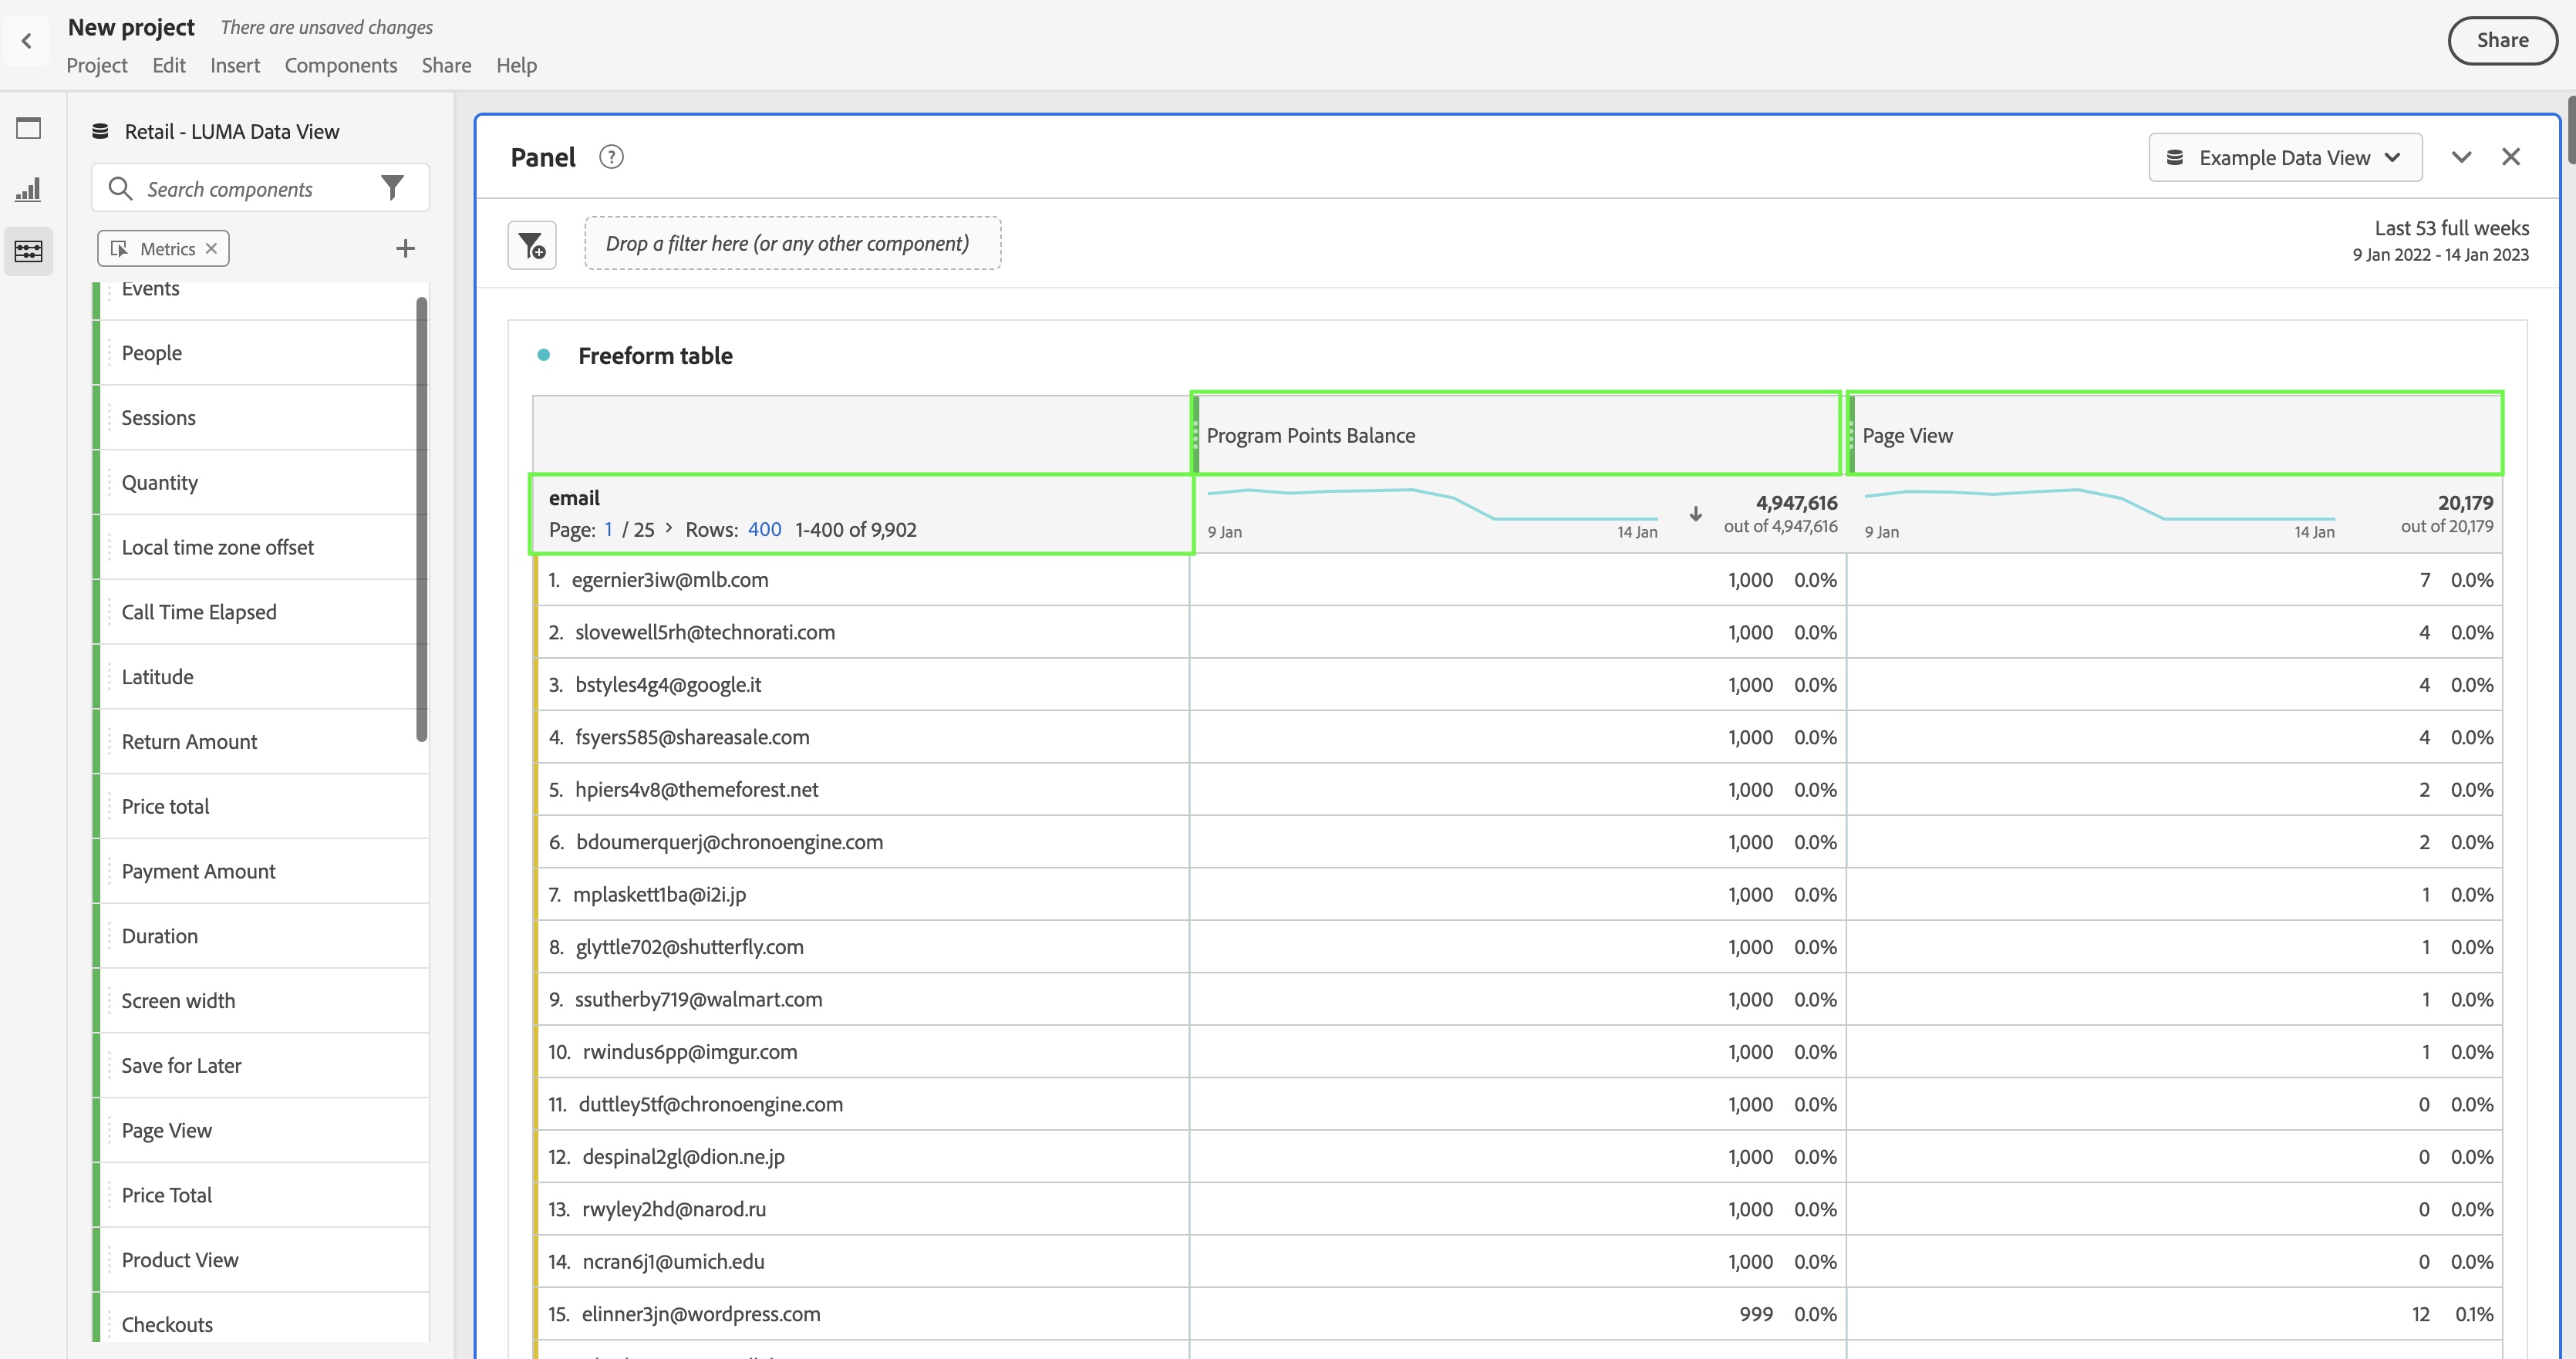 New project There are unsaved changes
Project Edit Insert Components Share Help
Share
Retail - LUMA Data View
Search components
Metrics
Events
People
Sessions
Quantity
Local time zone offset
Call Time Elapsed
Latitude
Return Amount
Price total
Payment Amount
Duration
Screen width
Save for Later
Page View
Price Total
Product View
Checkouts
Panel ?
Example Data View
Drop a filter here (or any other component)
Last 53 full weeks
9 Jan 2022 - 14 Jan 2023
Freeform table
Program Points Balance Page View
email
Page: 1 / 25 > Rows: 400 1-400 of 9,902
9 Jan 14 Jan
4,947,616
out of 4,947,616
9 Jan 14 Jan
20,179
out of 20,179
1. egernier3iw@mlb.com 1,000 0.0% 7 0.0%
2. slovewell5rh@technorati.com 1,000 0.0% 4 0.0%
3. bstyles4g4@google.it 1,000 0.0% 4 0.0%
4. fsyers585@shareasale.com 1,000 0.0% 4 0.0%
5. hpiers4v8@themeforest.net 1,000 0.0% 2 0.0%
6. bdoumerquerj@chronoengine.com 1,000 0.0% 2 0.0%
7. mplaskett1ba@i2i.jp 1,000 0.0% 1 0.0%
8. glyttle702@shutterfly.com 1,000 0.0% 1 0.0%
9. ssutherby719@walmart.com 1,000 0.0% 1 0.0%
10. rwindus6pp@imgur.com 1,000 0.0% 1 0.0%
11. duttley5tf@chronoengine.com 1,000 0.0% 0 0.0%
12. despinal2gl@dion.ne.jp 1,000 0.0% 0 0.0%
13. rwyley2hd@narod.ru 1,000 0.0% 0 0.0%
14. ncran6j1@umich.edu 1,000 0.0% 0 0.0%
15. elinner3jn@wordpress.com 999 0.0% 12 0.1%